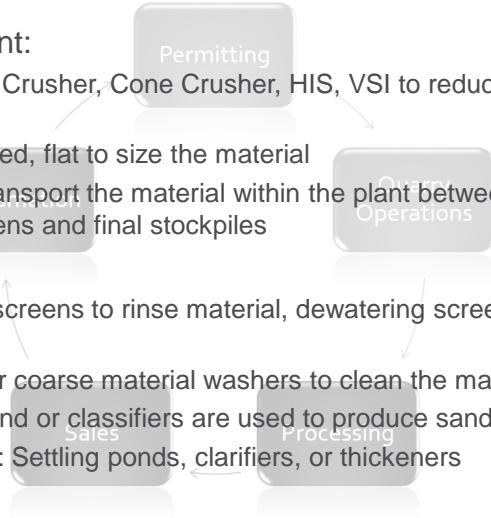 Permitting
nt:
Crusher, Cone Crusher, HIS, VSI to reduc
ed, flat to size the material
ansport the material within the plant betwee
Quarry
Operations
ens and final stockpiles
screens to rinse material, dewatering scree
r coarse material washers to clean the ma
nd or classifiers are used to produce sand
Sales
Processing
: Settling ponds, clarifiers, or thickeners